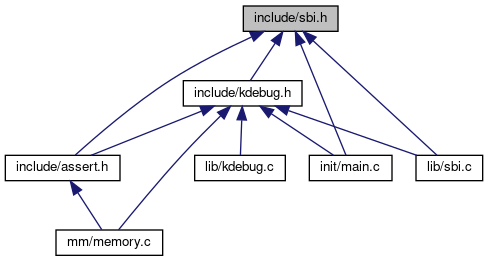 include/sbi.h
include/kdebug.h
include/assert.h
lib/kdebug.c
init/main.c
lib/sbi.c
mm/memory.c